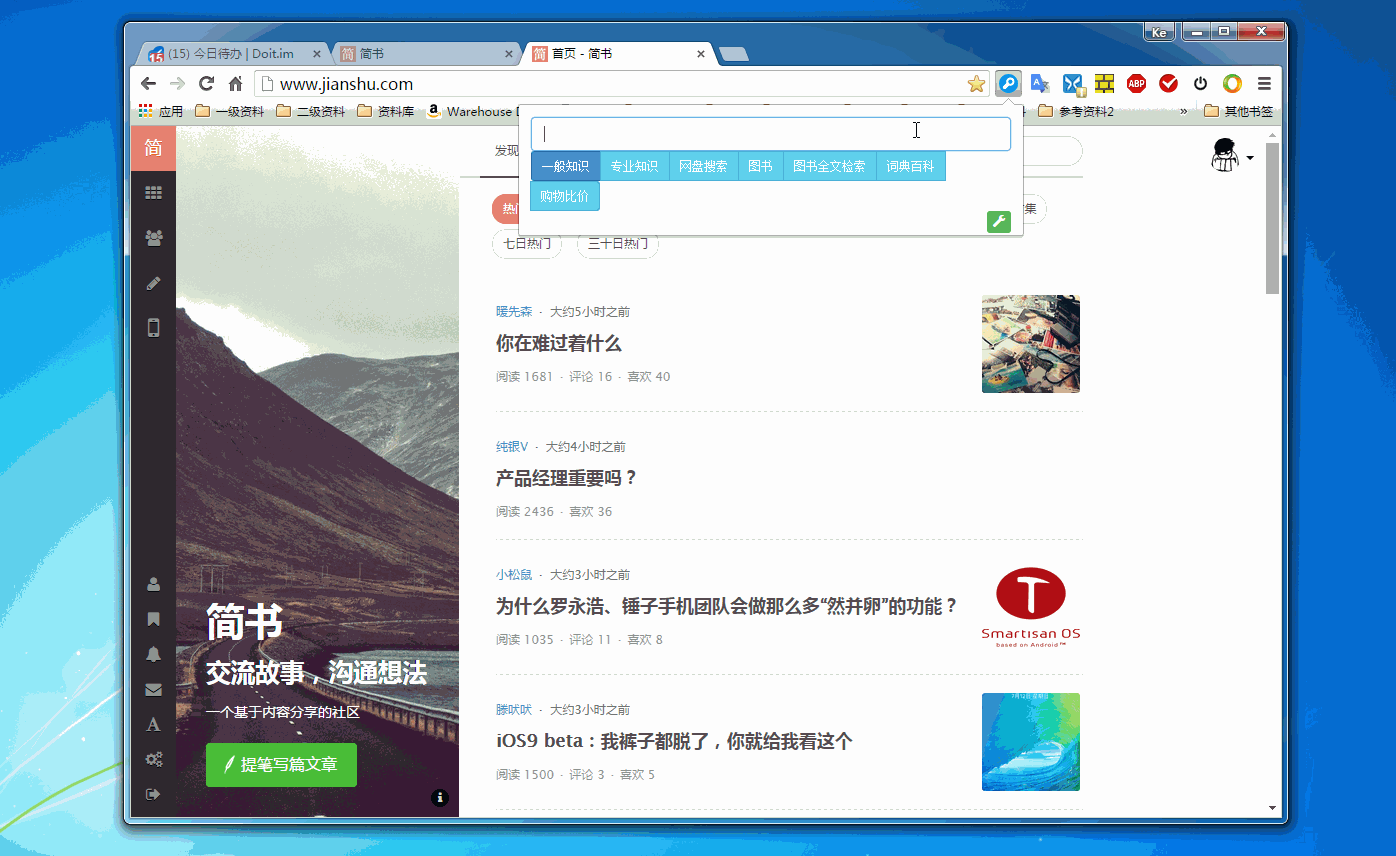 Ke
15 (15) 今日待办 | Doit.im
简 简书
简 首页 - 简书
www.jianshu.com
ABP
应用 一级资料 二级资料 资料库 a Warehouse 参考资料2 » 其他书签
简
发现
一般知识 专业知识 网盘搜索 图书 图书全文检索 词典百科
购物比价
热 集
七日热门 三十日热门
暖先森 · 大约5小时之前
你在难过着什么
阅读 1681 · 评论 16 · 喜欢 40
纯银V · 大约4小时之前
产品经理重要吗？
阅读 2436 · 喜欢 36
小松鼠 · 大约3小时之前
为什么罗永浩、锤子手机团队会做那么多“然并卵”的功能？
阅读 1035 · 评论 11 · 喜欢 8
T
Smartisan OS
based on Android™
滕吠吠 · 大约3小时之前
iOS9 beta：我裤子都脱了，你就给我看这个
阅读 1500 · 评论 3 · 喜欢 5
简书
交流故事，沟通想法
一个基于内容分享的社区
提笔写篇文章
A